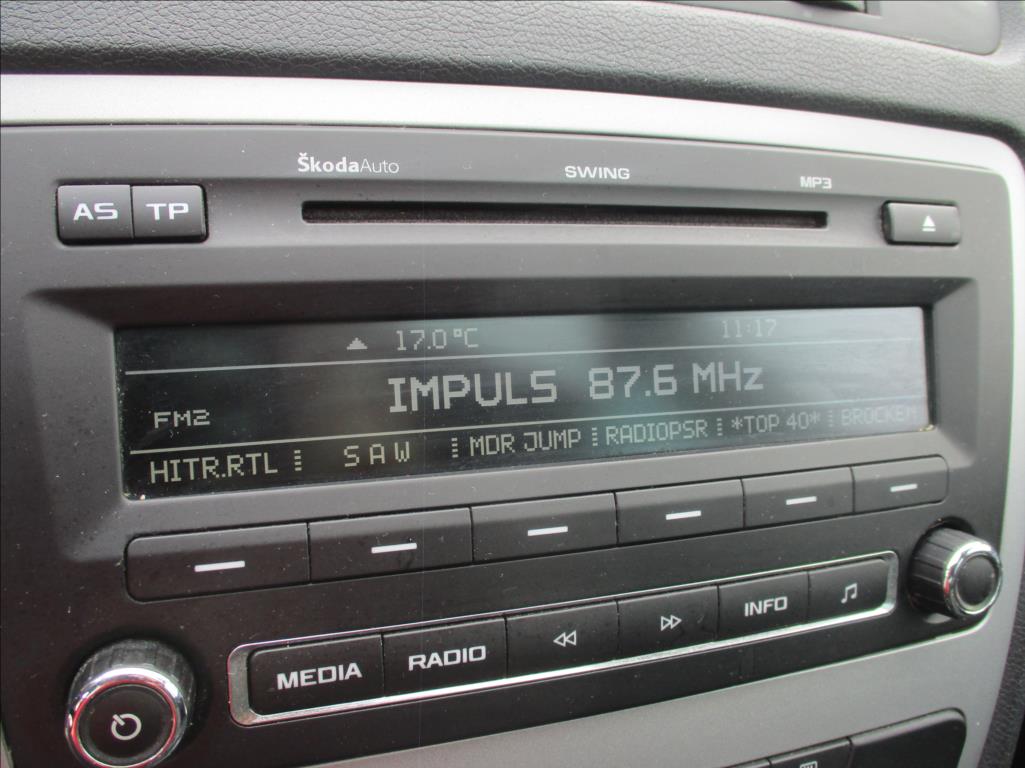 ŠkodaAuto SWING MP3
AS TP
17.0°C 11:17
IMPULS 87.6 MHz
FM2
HITR.RTL SAW MDR JUMP RADIOPSR *TOP 40* BROCKEN
MEDIA RADIO INFO